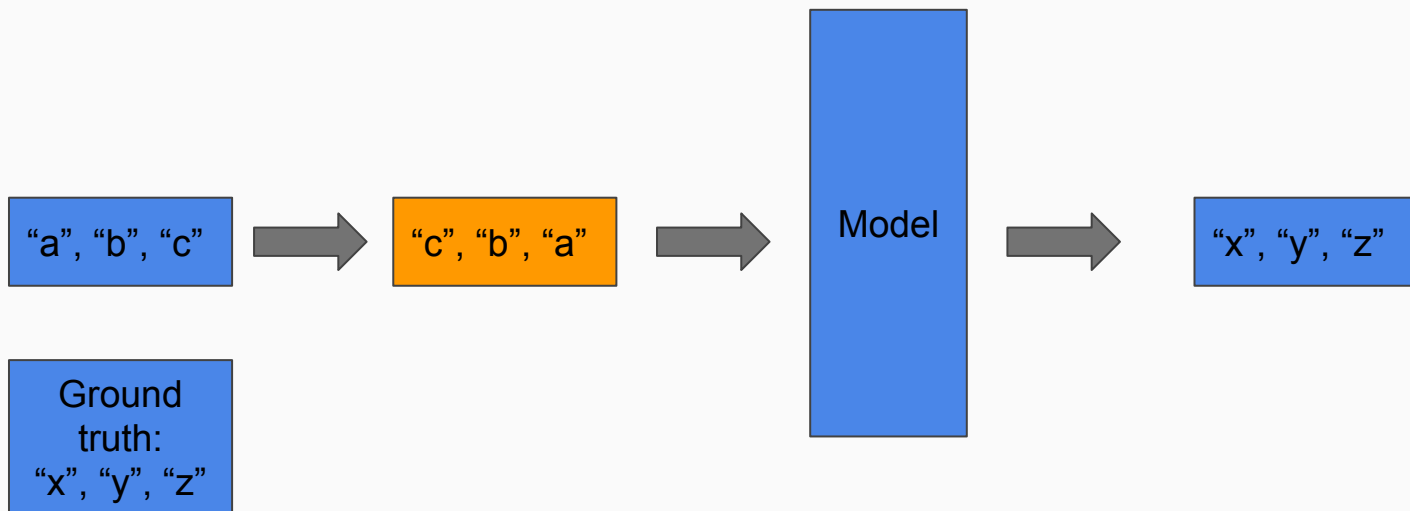 “a”, “b”, “c”
“c”, “b”, “a”
Model
“x”, “y”, “z”
Ground
truth:
“x”, “y”, “z”